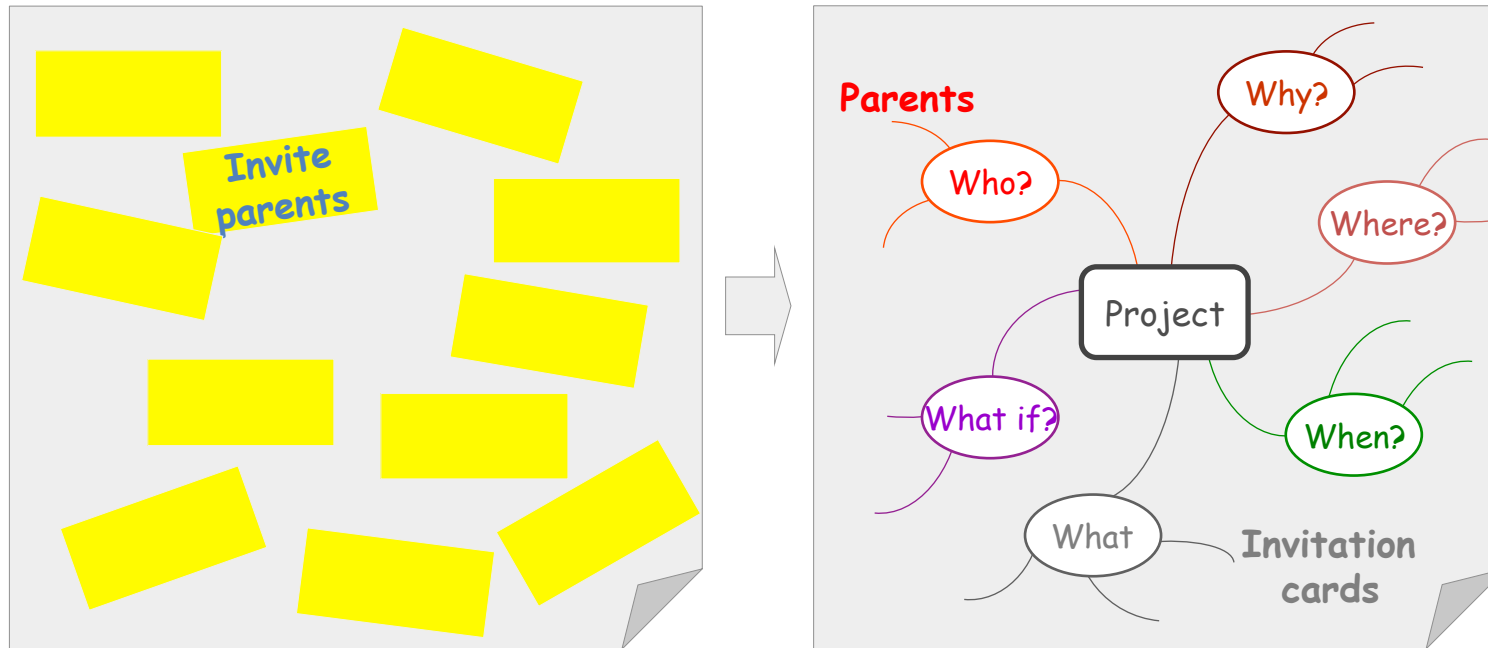 Invite
parents
Parents
Why?
Who?
Where?
Project
What if?
When?
What
Invitation
cards